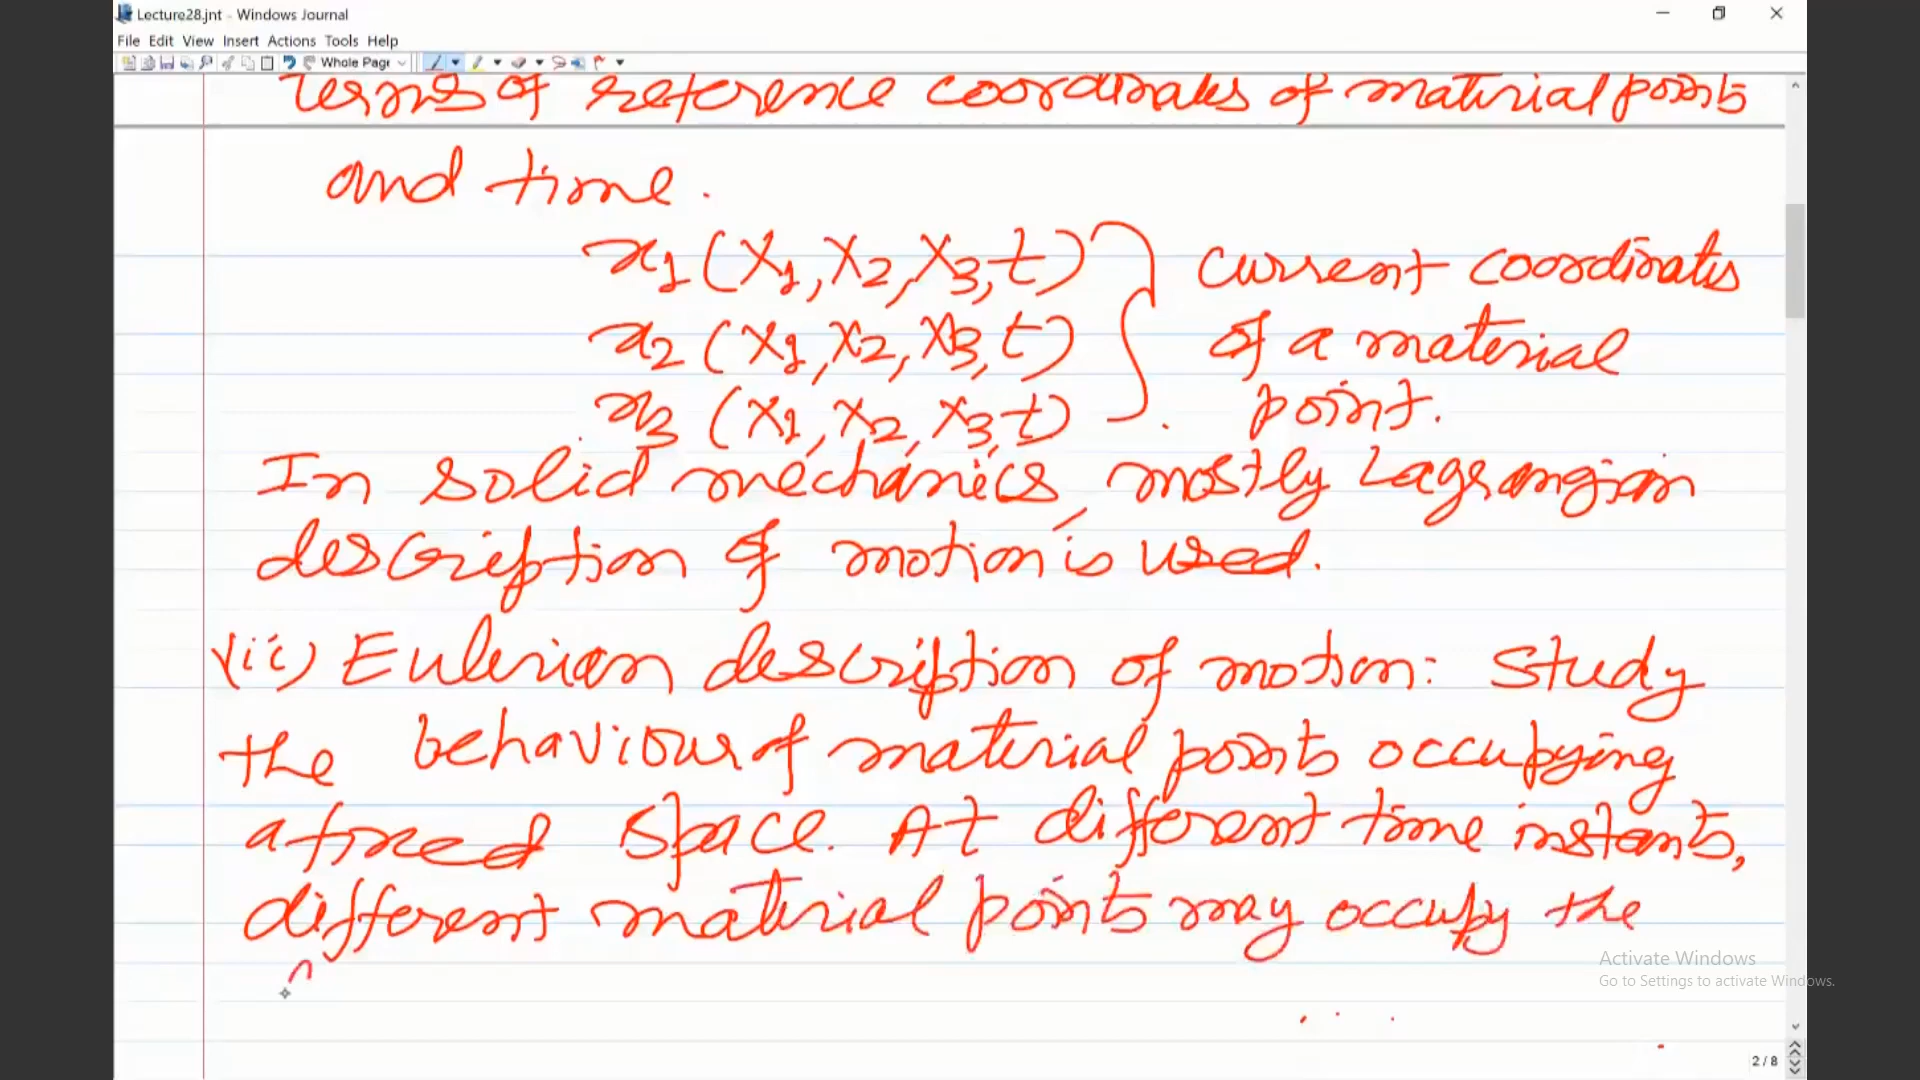 Lecture28.jnt - Windows Journal
File Edit View Insert Actions Tools Help
Whole Page
terms of reference coordinates of material points
and time.
x1 (X1, X2, X3, t) } current coordinates
x2 (X1, X2, X3, t) of a material
x3 (X1, X2, X3, t) point.
In solid mechanics, mostly Lagrangian
description of motion is used.
(ii) Eulerian description of motion: Study
the behaviour of material points occupying
a fixed space. At different time instants,
different material points may occupy the
Activate Windows
Go to Settings to activate Windows.
2 / 8